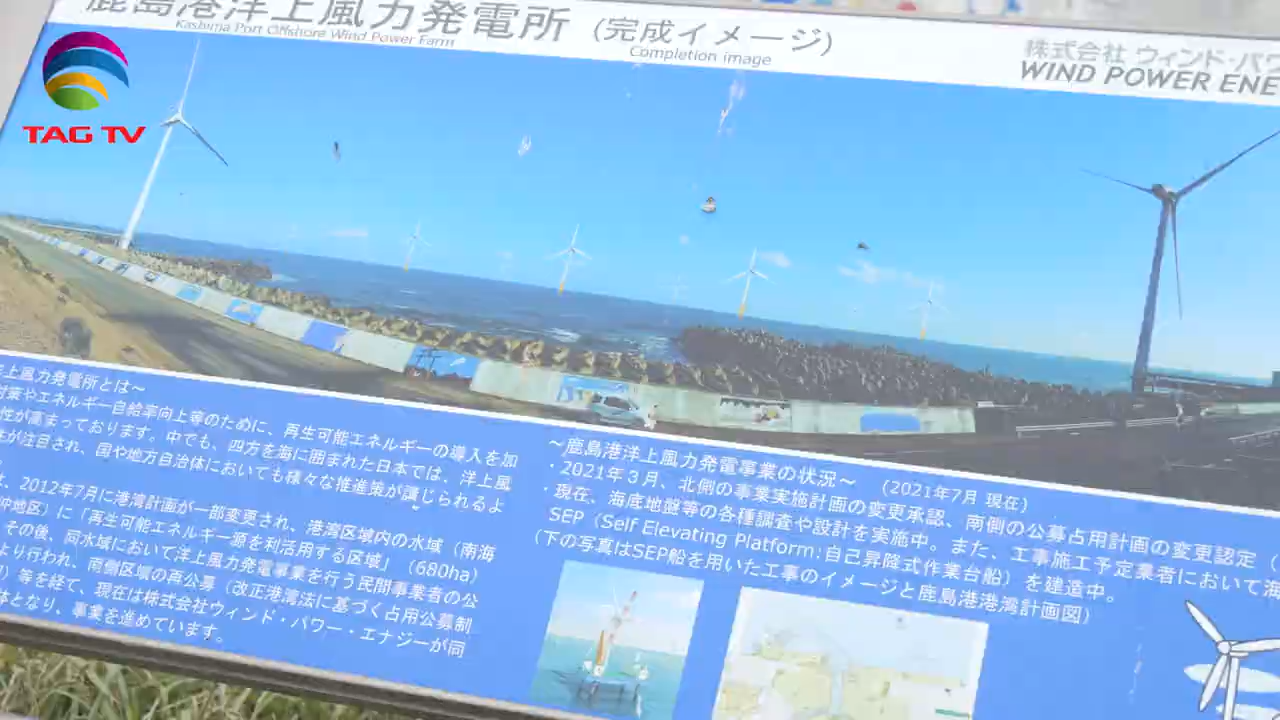 鹿島港洋上風力発電所 (完成イメージ)
Kashima Port Offshore Wind Power Farm
Completion image
株式会社 ウィンド・パワ
WIND POWER ENE
TAG TV
上風力発電所とは～
対策やエネルギー自給率向上等のために、再生可能エネルギーの導入を加
性が高まっております。中でも、四方を海に囲まれた日本では、洋上風
が注目され、国や地方自治体においても様々な推進策が講じられるよ
は、2012年7月に港湾計画が一部変更され、港湾区域内の水域（南海
沖地区）に「再生可能エネルギー源を利活用する区域」（680ha）
その後、同水域において洋上風力発電事業を行う民間事業者の公
より行われ、南側区域の再公募（改正港湾法に基づく占用公募制
）等を経て、現在は株式会社ウィンド・パワー・エナジーが同
体となり、事業を進めています。
～鹿島港洋上風力発電事業の状況～ （2021年7月 現在）
・2021年３月、北側の事業実施計画の変更承認、南側の公募占用計画の変更認定（
・現在、海底地盤等の各種調査や設計を実施中。また、工事施工予定業者において海
SEP（Self Elevating Platform:自己昇降式作業台船）を建造中。
（下の写真はSEP船を用いた工事のイメージと鹿島港港湾計画図）